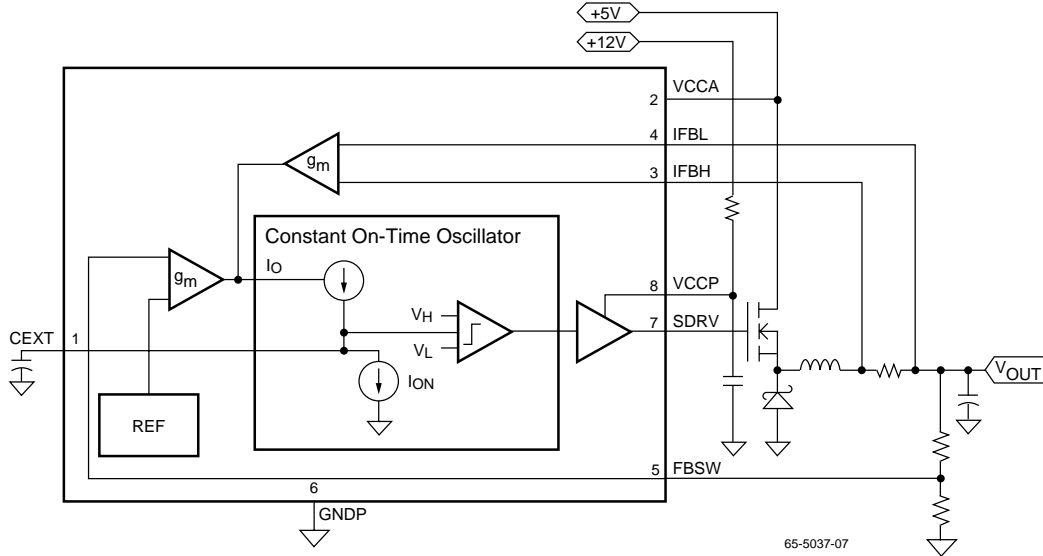 +5V
+12V
2 VCCA
4 IFBL
3 IFBH
gm
Constant On-Time Oscillator
gm
IO
8 VCCP
VH
7 SDRV
CEXT 1
VL
ION
VOUT
REF
5 FBSW
6
GNDP
65-5037-07